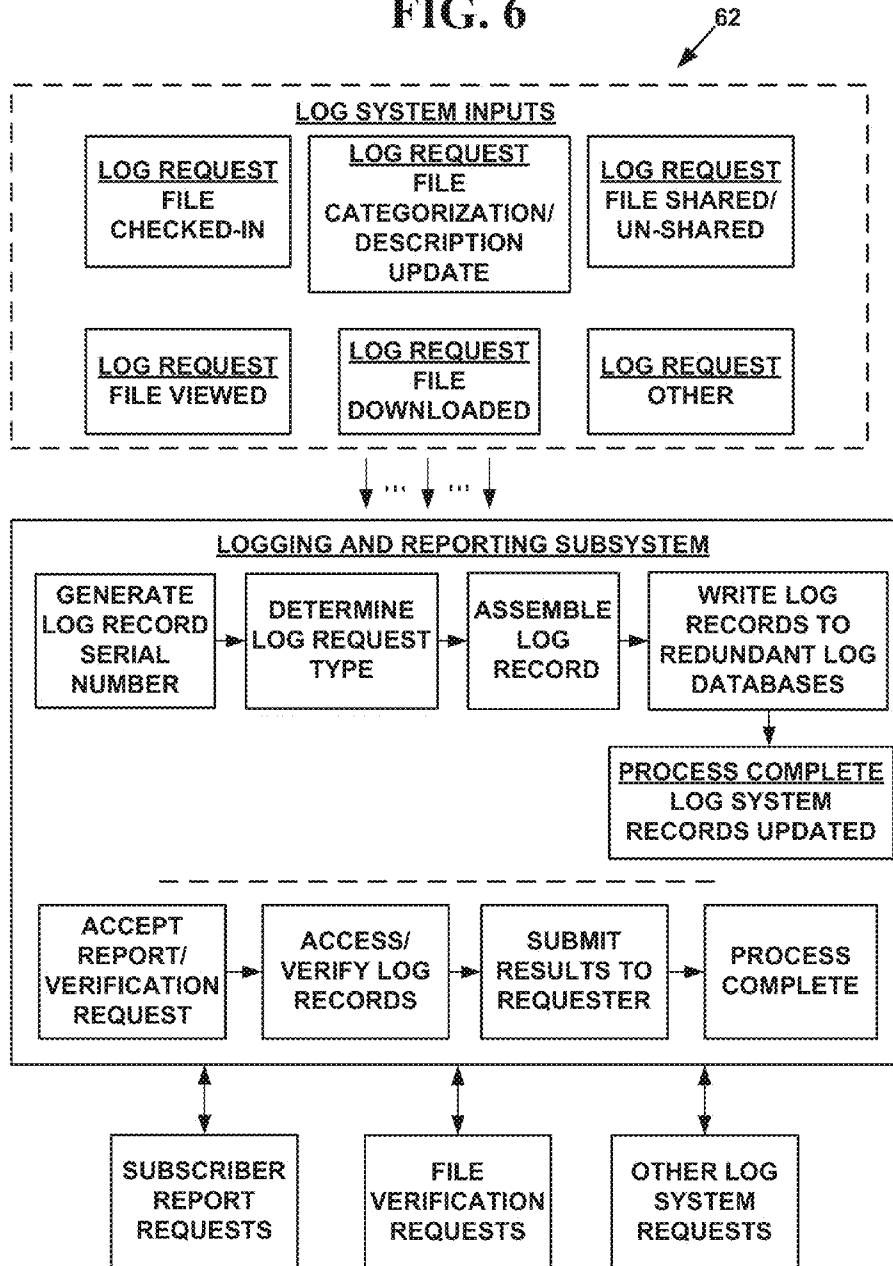 FIG. 6
62
LOG SYSTEM INPUTS
LOG REQUEST
FILE
CHECKED-IN
LOG REQUEST
FILE
CATEGORIZATION/
DESCRIPTION
UPDATE
LOG REQUEST
FILE SHARED/
UN-SHARED
LOG REQUEST
FILE VIEWED
LOG REQUEST
FILE
DOWNLOADED
LOG REQUEST
OTHER
... ...
LOGGING AND REPORTING SUBSYSTEM
GENERATE
LOG RECORD
SERIAL
NUMBER
DETERMINE
LOG REQUEST
TYPE
ASSEMBLE
LOG
RECORD
WRITE LOG
RECORDS TO
REDUNDANT LOG
DATABASES
PROCESS COMPLETE
LOG SYSTEM
RECORDS UPDATED
ACCEPT
REPORT/
VERIFICATION
REQUEST
ACCESS/
VERIFY LOG
RECORDS
SUBMIT
RESULTS TO
REQUESTER
PROCESS
COMPLETE
SUBSCRIBER
REPORT
REQUESTS
FILE
VERIFICATION
REQUESTS
OTHER LOG
SYSTEM
REQUESTS